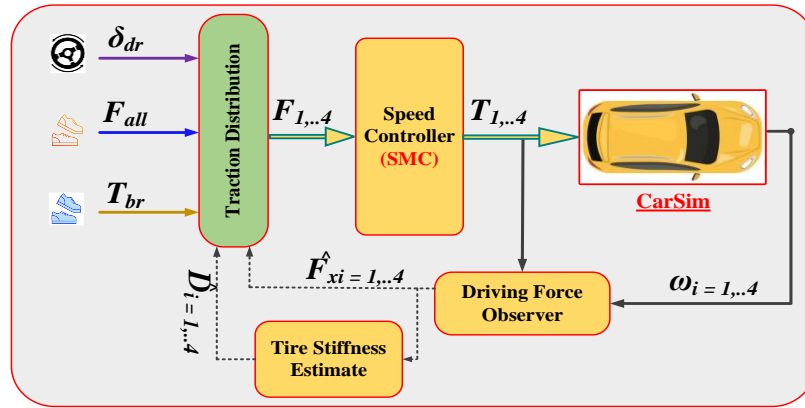 δdr
Fall
Tbr
Traction Distribution
F1,..4
Speed
Controller
(SMC)
T1,..4
CarSim
F̂xi = 1,..4
D̂i = 1,..4
Tire Stiffness
Estimate
Driving Force
Observer
ωi = 1,..4